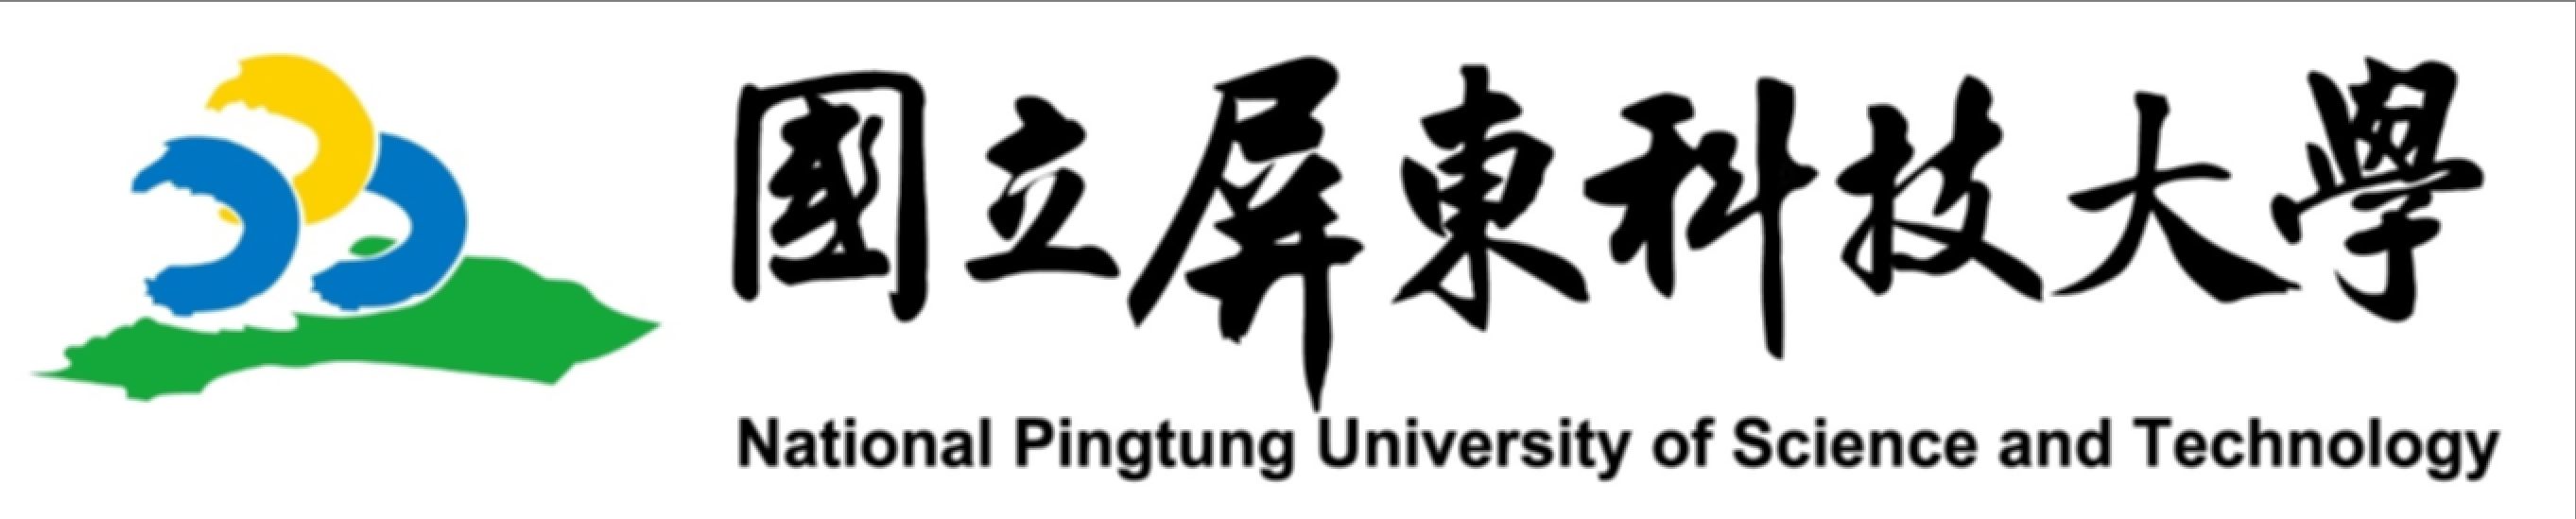 國立屏東科技大學
National Pingtung University of Science and Technology